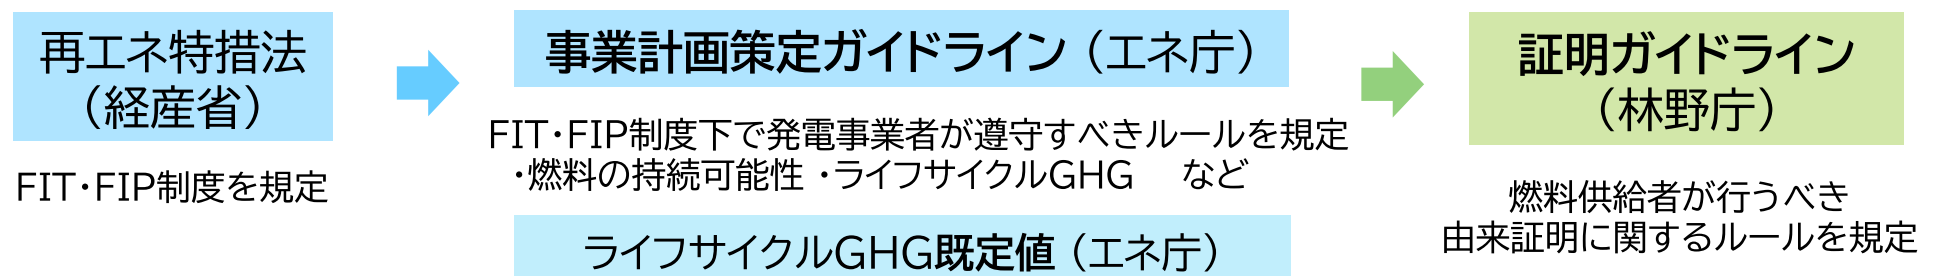 再エネ特措法
（経産省）
FIT・FIP制度を規定
事業計画策定ガイドライン（エネ庁）
FIT・FIP制度下で発電事業者が遵守すべきルールを規定
・燃料の持続可能性 ・ライフサイクルGHG　など
ライフサイクルGHG既定値（エネ庁）
証明ガイドライン
（林野庁）
燃料供給者が行うべき
由来証明に関するルールを規定